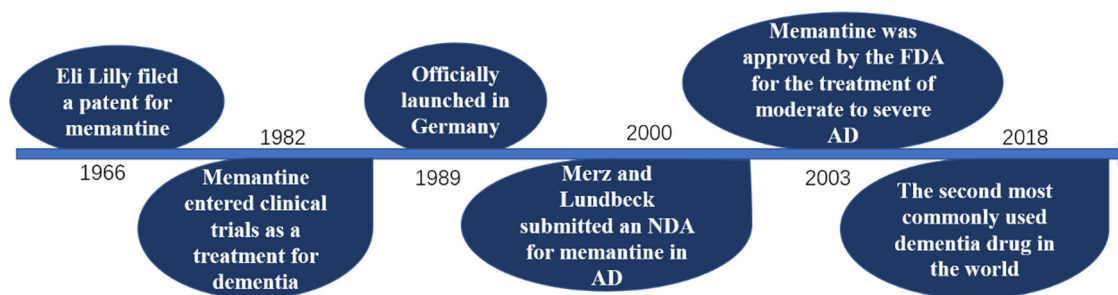 Eli Lilly filed
a patent for
memantine
1966
1982
Memantine
entered clinical
trials as a
treatment for
dementia
Officially
launched in
Germany
1989
2000
Merz and
Lundbeck
submitted an NDA
for memantine in
AD
Memantine was
approved by the FDA
for the treatment of
moderate to severe
AD
2003
2018
The second most
commonly used
dementia drug in
the world